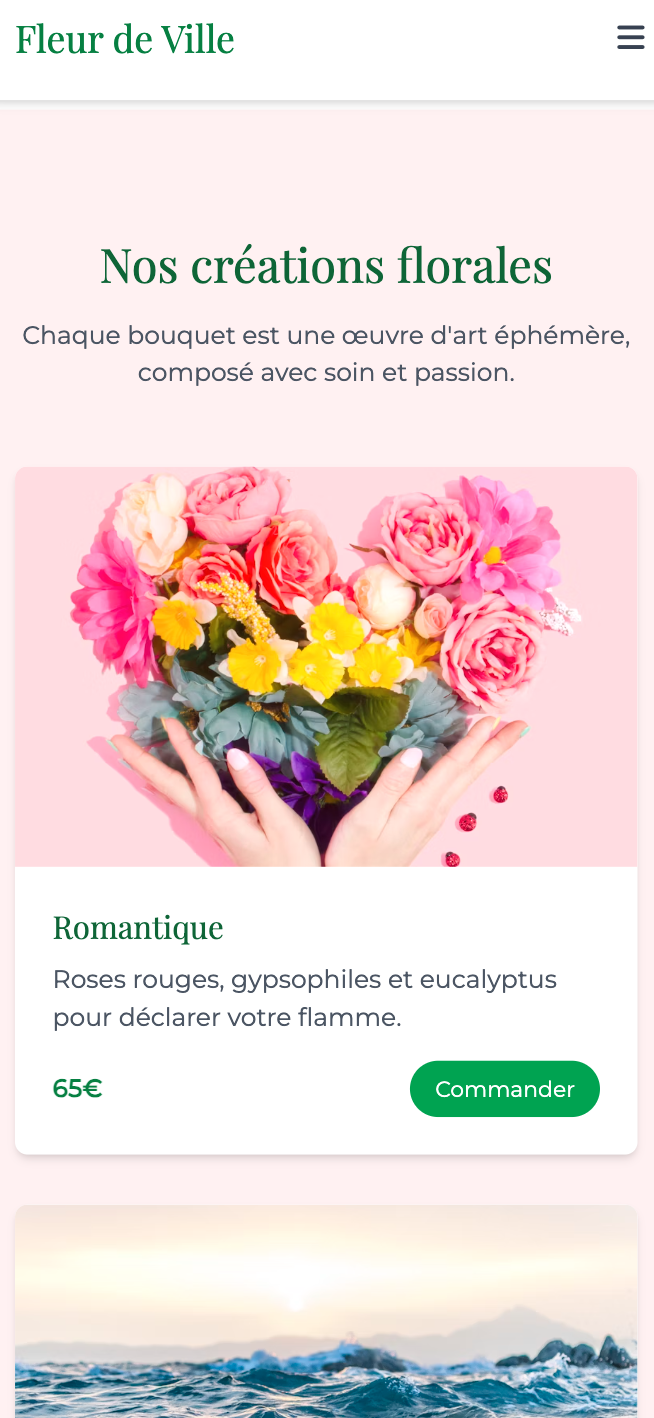 Fleur de Ville
Nos créations florales
Chaque bouquet est une œuvre d'art éphémère,
composé avec soin et passion.
Romantique
Roses rouges, gypsophiles et eucalyptus
pour déclarer votre flamme.
65€
Commander